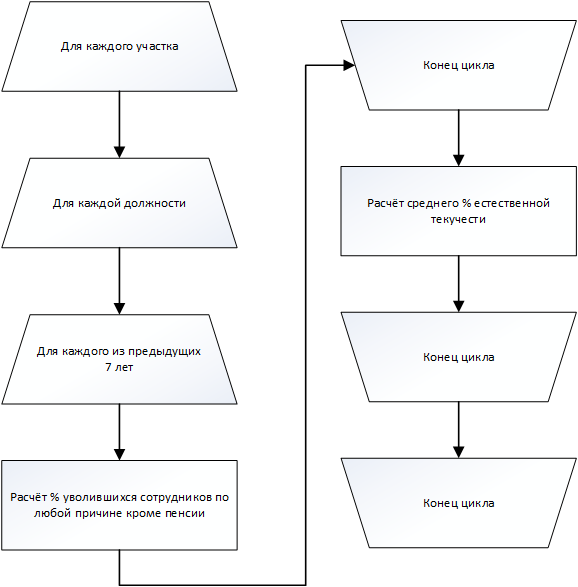 Для каждого участка
Для каждой должности
Для каждого из предыдущих
7 лет
Расчёт % уволившихся сотрудников по
любой причине кроме пенсии
Конец цикла
Расчёт среднего % естественной
текучести
Конец цикла
Конец цикла